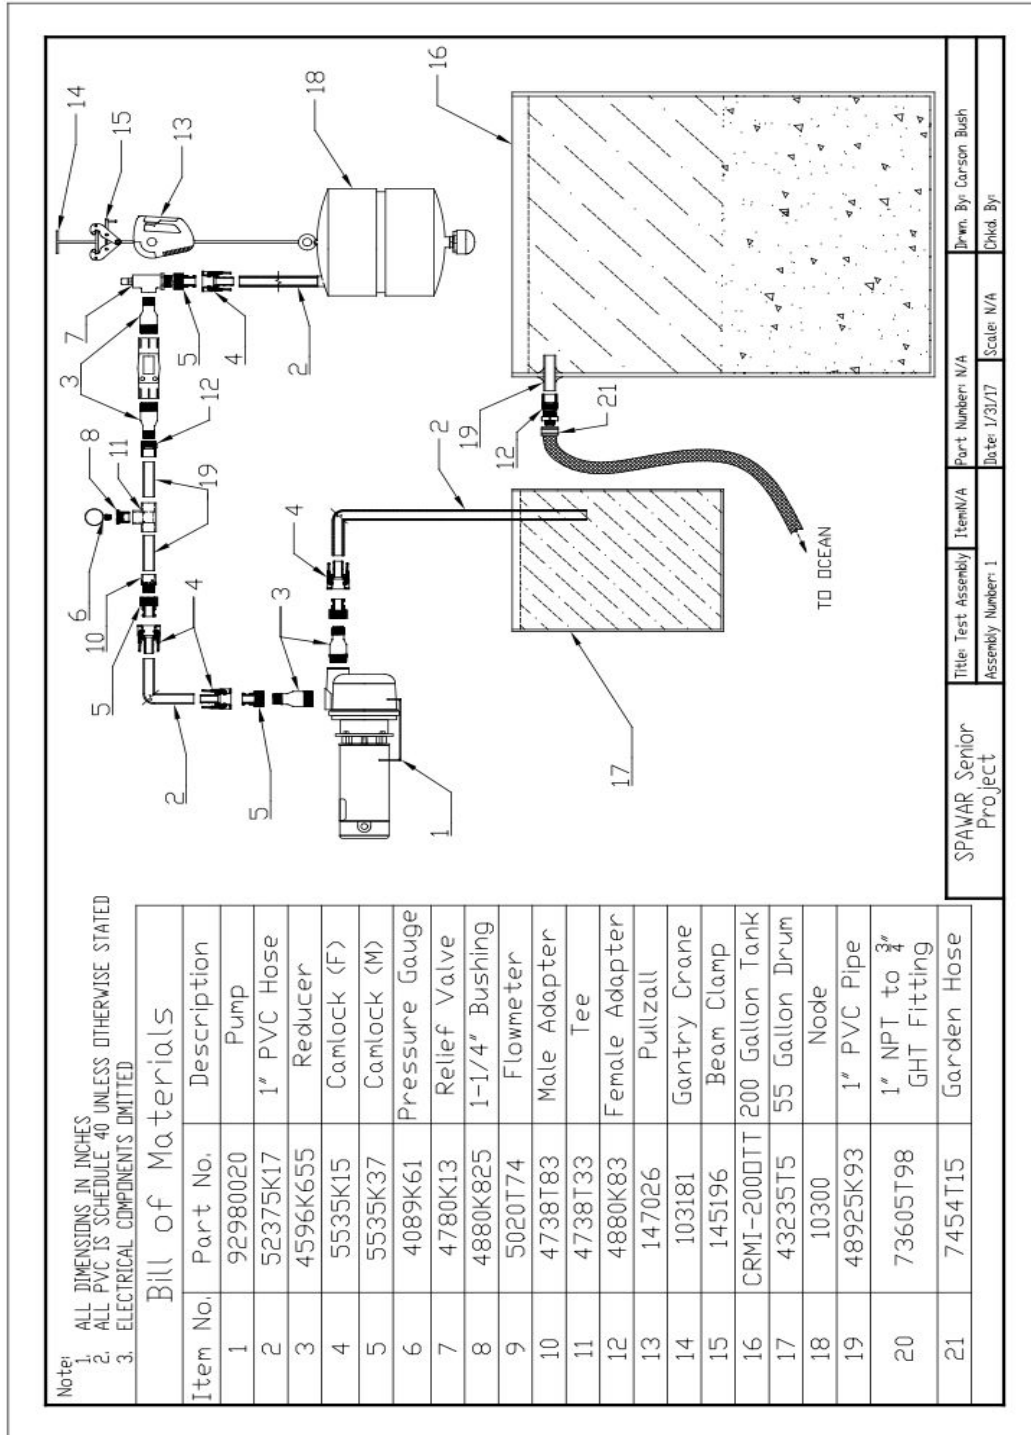 Note:
1. ALL DIMENSIONS IN INCHES
2. ALL PVC IS SCHEDULE 40 UNLESS OTHERWISE STATED
3. ELECTRICAL COMPONENTS OMITTED
Bill of Materials
Item No. Part No. Description
1 92980020 Pump
2 52375K17 1" PVC Hose
3 4596K655 Reducer
4 5535K15 Camlock (F)
5 5535K37 Camlock (M)
6 4089K61 Pressure Gauge
7 4780K13 Relief Valve
8 4880K825 1-1/4" Bushing
9 5020T74 Flowmeter
10 4738T83 Male Adapter
11 4738T33 Tee
12 4880K83 Female Adapter
13 147026 Pullzall
14 103181 Gantry Crane
15 145196 Beam Clamp
16 CRMI-200OTT 200 Gallon Tank
17 43235T5 55 Gallon Drum
18 10300 Node
19 48925K93 1" PVC Pipe
20 73605T98 1" NPT to 3/4"
GHT Fitting
21 7454T15 Garden Hose
14
15
13
18
16
7
3
8
11
12
5
4
2
6
19
10
4
5
2
5
3
1
4
3
2
19
12
21
17
TO OCEAN
SPAWAR Senior
Project
Title: Test Assembly
Item:N/A
Part Number: N/A
Drwn. By: Carson Bush
Assembly Number: 1
Date: 1/31/17
Scale: N/A
Chkd. By: